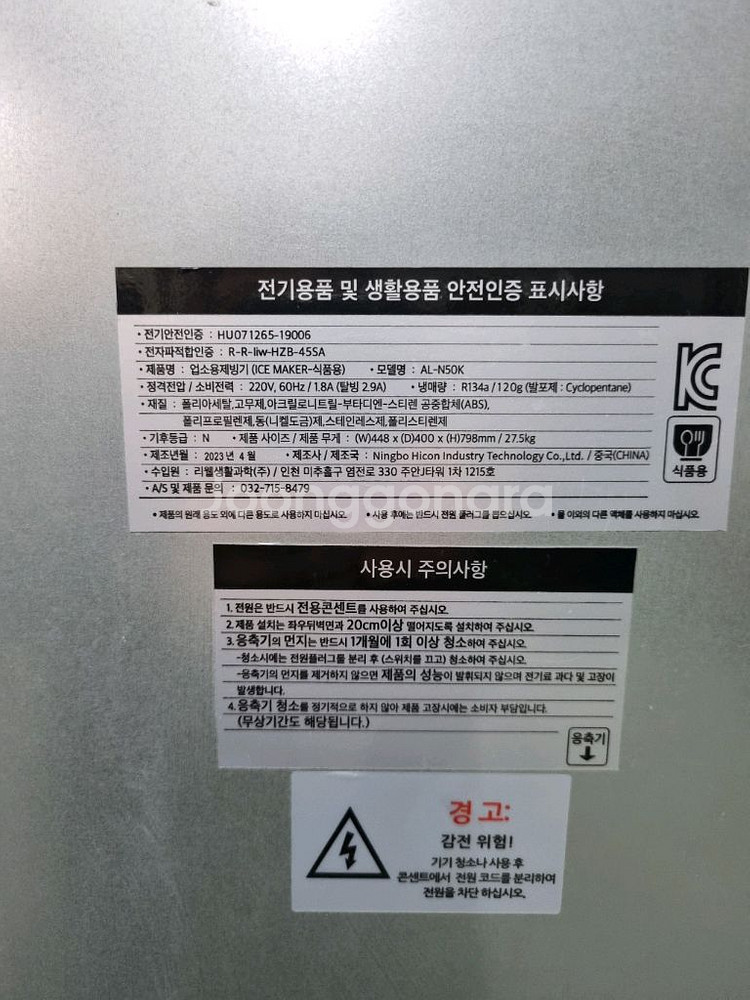 전기용품 및 생활용품 안전인증 표시사항
• 전기안전인증 : HU071265-19006
• 전자파적합인증 : R-R-liw-HZB-45SA
• 제품명 : 업소용제빙기 (ICE MAKER-식품용) • 모델명 : AL-N50K
• 정격전압 / 소비전력 : 220V, 60Hz / 1.8A (탈빙 2.9A) • 냉매량 : R134a / 120g (발포제 : Cyclopentane)
• 재질 : 폴리아세탈,고무제,아크릴로니트릴-부타디엔-스티렌 공중합체(ABS),
폴리프로필렌제,동(니켈도금)제,스테인레스제,폴리스티렌제
• 기후등급 : N • 제품 사이즈 / 제품 무게 : (W)448 x (D)400 x (H)798mm / 27.5kg
• 제조년월 : 2023 년 4 월 • 제조사 / 제조국 : Ningbo Hicon Industry Technology Co.,Ltd. / 중국(CHINA)
• 수입원 : 리웰생활과학(주) / 인천 미추홀구 염전로 330 주안J타워 1차 1215호
• A/S 및 제품 문의 : 032-715-8479
• 제품의 원래 용도 외에 다른 용도로 사용하지 마십시오. • 사용 후에는 반드시 전원 플러그를 뽑으십시오. • 물 이외의 다른 액체를 사용하지 마십시오.
식품용
joonggonara
사용시 주의사항
1. 전원은 반드시 전용콘센트를 사용하여 주십시오.
2. 제품 설치는 좌우뒤벽면과 20cm이상 떨어지도록 설치하여 주십시오.
3. 응축기의 먼지는 반드시 1개월에 1회 이상 청소하여 주십시오.
-청소시에는 전원플러그를 분리 후 (스위치를 끄고) 청소하여 주십시오.
-응축기의 먼지를 제거하지 않으면 제품의 성능이 발휘되지 않으며 전기료 과다 및 고장이
발생합니다.
4. 응축기 청소를 정기적으로 하지 않아 제품 고장시에는 소비자 부담입니다.
(무상기간도 해당됩니다.)
응축기
경고:
감전 위험!
기기 청소나 사용 후
콘센트에서 전원 코드를 분리하여
전원을 차단 하십시오.